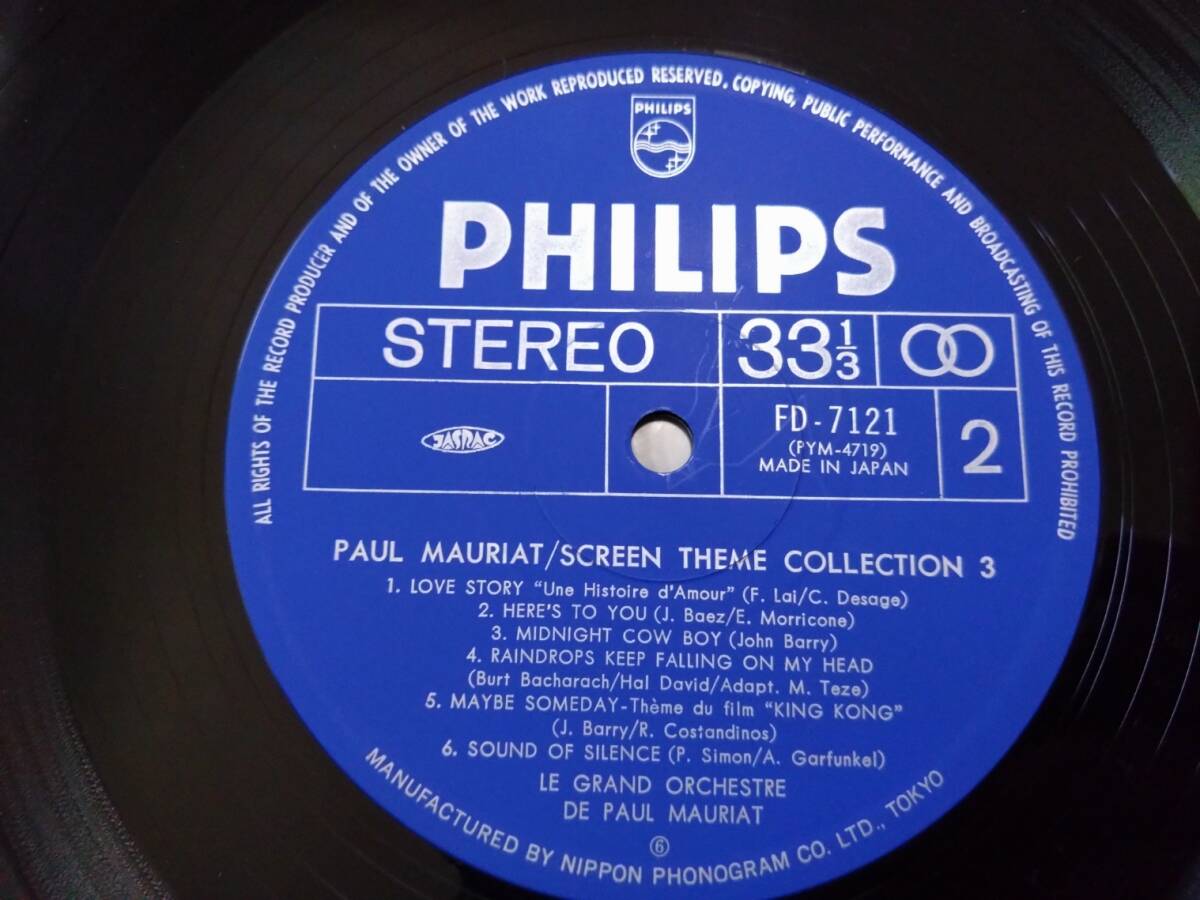 ALL RIGHTS OF THE RECORD PRODUCER AND OF THE OWNER OF THE WORK REPRODUCED RESERVED. COPYING, PUBLIC PERFORMANCE AND BROADCASTING OF THIS RECORD PROHIBITED
PHILIPS
PHILIPS
STEREO
33 1/3
FD-7121
(PYM-4719)
MADE IN JAPAN
2
JASRAC
PAUL MAURIAT/SCREEN THEME COLLECTION 3
1. LOVE STORY "Une Histoire d'Amour" (F. Lai/C. Desage)
2. HERE'S TO YOU (J. Baez/E. Morricone)
3. MIDNIGHT COW BOY (John Barry)
4. RAINDROPS KEEP FALLING ON MY HEAD
(Burt Bacharach/Hal David/Adapt. M. Teze)
5. MAYBE SOMEDAY-Thème du film "KING KONG"
(J. Barry/R. Costandinos)
6. SOUND OF SILENCE (P. Simon/A. Garfunkel)
LE GRAND ORCHESTRE
DE PAUL MAURIAT
⑥
MANUFACTURED BY NIPPON PHONOGRAM CO. LTD., TOKYO